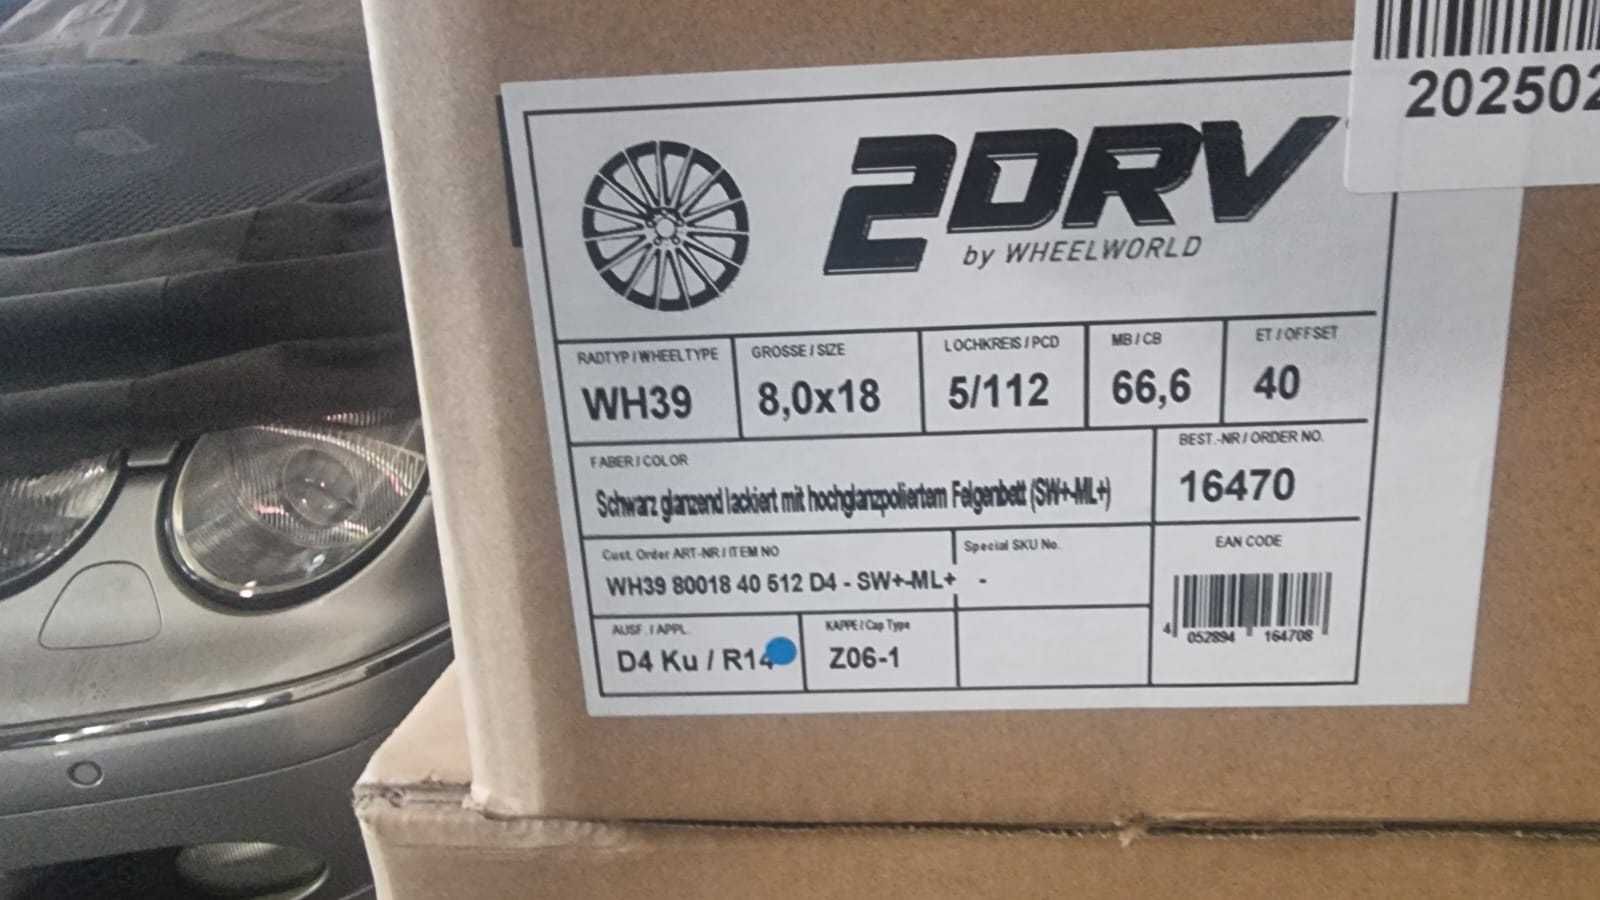 202502
2DRV
by WHEELWORLD
RADTYP / WHEELTYPE
WH39
GROSSE / SIZE
8,0x18
LOCHKREIS / PCD
5/112
MB / CB
66,6
ET / OFFSET
40
FABER / COLOR
Schwarz glanzend lackiert mit hochglanzpoliertem Felgenbett (SW+-ML+)
BEST.-NR / ORDER NO.
16470
Cust. Order ART-NR / ITEM NO
WH39 80018 40 512 D4 - SW+-ML+
Special SKU No.
-
EAN CODE
4 052894 164708
AUSF. / APPL.
D4 Ku / R14
KAPPE / Cap Type
Z06-1